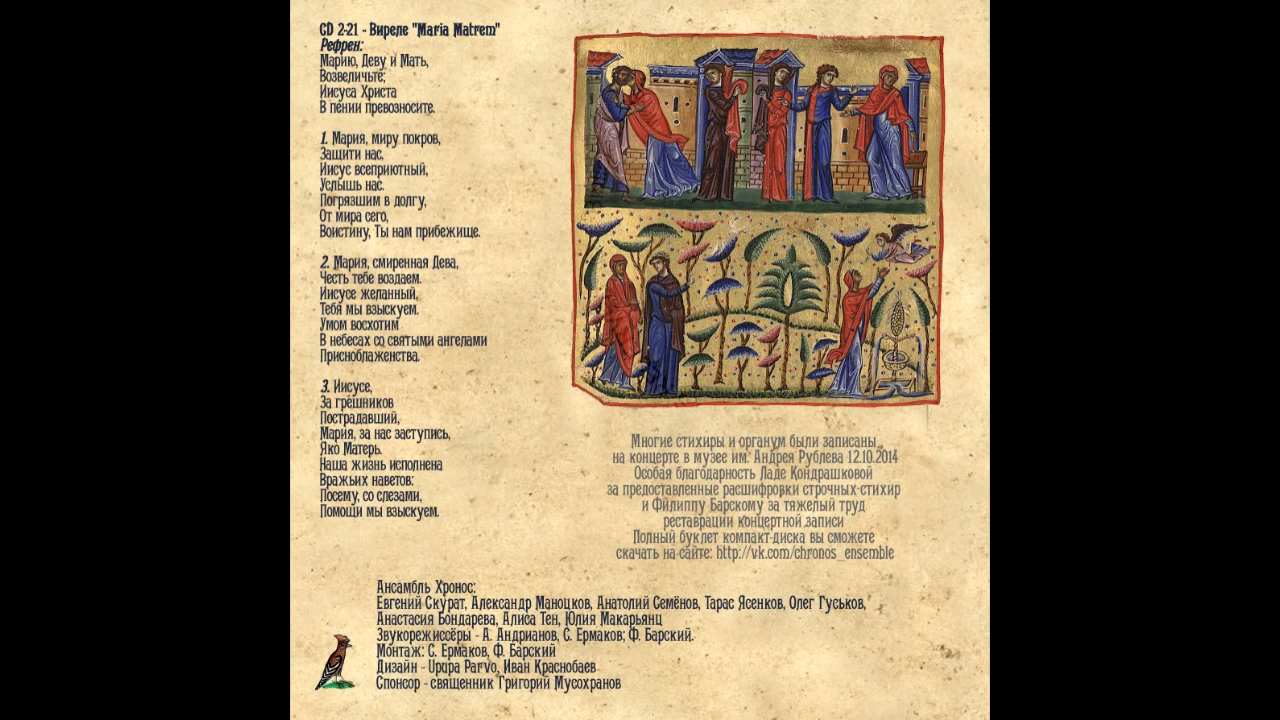 CD 2-21 - Виреле "Maria Matrem"
Рефрен:
Марию, Деву и Мать,
Возвеличьте;
Иисуса Христа
В пении превозносите.
1. Мария, миру покров,
Защити нас.
Иисус всеприютный,
Услышь нас.
Погрязшим в долгу,
От мира сего,
Воистину, Ты нам прибежище.
2. Мария, смиренная Дева,
Честь тебе воздаем.
Иисусе желанный,
Тебя мы взыскуем.
Умом восхотим
В небесах со святыми ангелами
Присноблаженства.
3. Иисусе,
За грешников
Пострадавший,
Мария, за нас заступись,
Яко Матерь.
Наша жизнь исполнена
Вражьих наветов:
Посему, со слезами,
Помощи мы взыскуем.
Многие стихиры и органум были записаны
на концерте в музее им. Андрея Рублева 12.10.2014
Особая благодарность Ладе Кондрашковой
за предоставленные расшифровки строчных стихир
и Филиппу Барскому за тяжелый труд
реставрации концертной записи
Полный буклет компакт-диска вы сможете
скачать на сайте: http://vk.com/chronos_ensemble
Ансамбль Хронос:
Евгений Скурат, Александр Маноцков, Анатолий Семёнов, Тарас Ясенков, Олег Гуськов,
Анастасия Бондарева, Алиса Тен, Юлия Макарьянц
Звукорежиссёры - А. Андрианов, С. Ермаков; Ф. Барский.
Монтаж: С. Ермаков, Ф. Барский
Дизайн - Upupa Parvo, Иван Краснобаев
Спонсор - священник Григорий Мусохранов